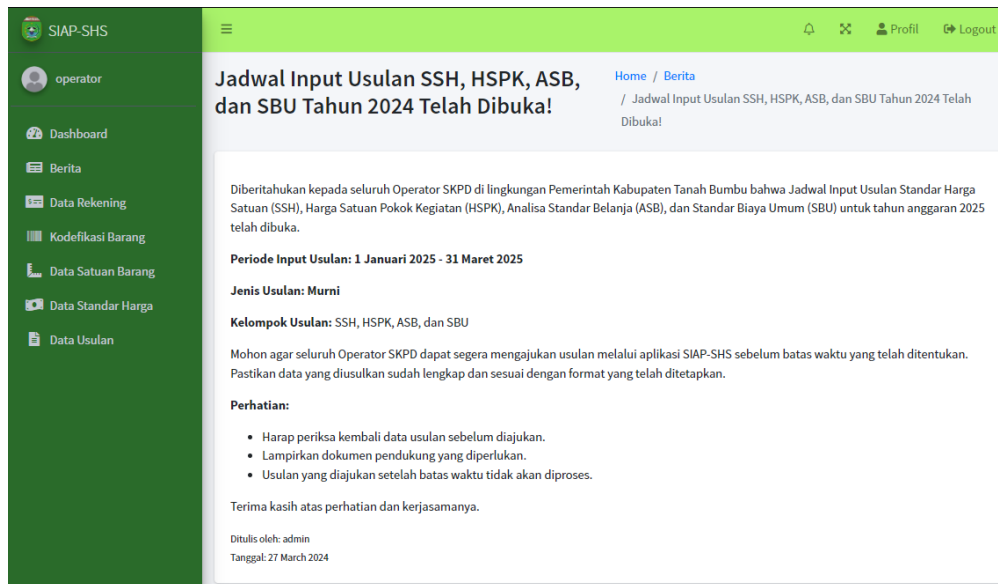 SIAP-SHS
Profil
Logout
operator
Dashboard
Berita
Data Rekening
Kodefikasi Barang
Data Satuan Barang
Data Standar Harga
Data Usulan
Jadwal Input Usulan SSH, HSPK, ASB,
dan SBU Tahun 2024 Telah Dibuka!
Home / Berita
/ Jadwal Input Usulan SSH, HSPK, ASB, dan SBU Tahun 2024 Telah
Dibuka!
Diberitahukan kepada seluruh Operator SKPD di lingkungan Pemerintah Kabupaten Tanah Bumbu bahwa Jadwal Input Usulan Standar Harga
Satuan (SSH), Harga Satuan Pokok Kegiatan (HSPK), Analisa Standar Belanja (ASB), dan Standar Biaya Umum (SBU) untuk tahun anggaran 2025
telah dibuka.
Periode Input Usulan: 1 Januari 2025 - 31 Maret 2025
Jenis Usulan: Murni
Kelompok Usulan: SSH, HSPK, ASB, dan SBU
Mohon agar seluruh Operator SKPD dapat segera mengajukan usulan melalui aplikasi SIAP-SHS sebelum batas waktu yang telah ditentukan.
Pastikan data yang diusulkan sudah lengkap dan sesuai dengan format yang telah ditetapkan.
Perhatian:
• Harap periksa kembali data usulan sebelum diajukan.
• Lampirkan dokumen pendukung yang diperlukan.
• Usulan yang diajukan setelah batas waktu tidak akan diproses.
Terima kasih atas perhatian dan kerjasamanya.
Ditulis oleh: admin
Tanggal: 27 March 2024